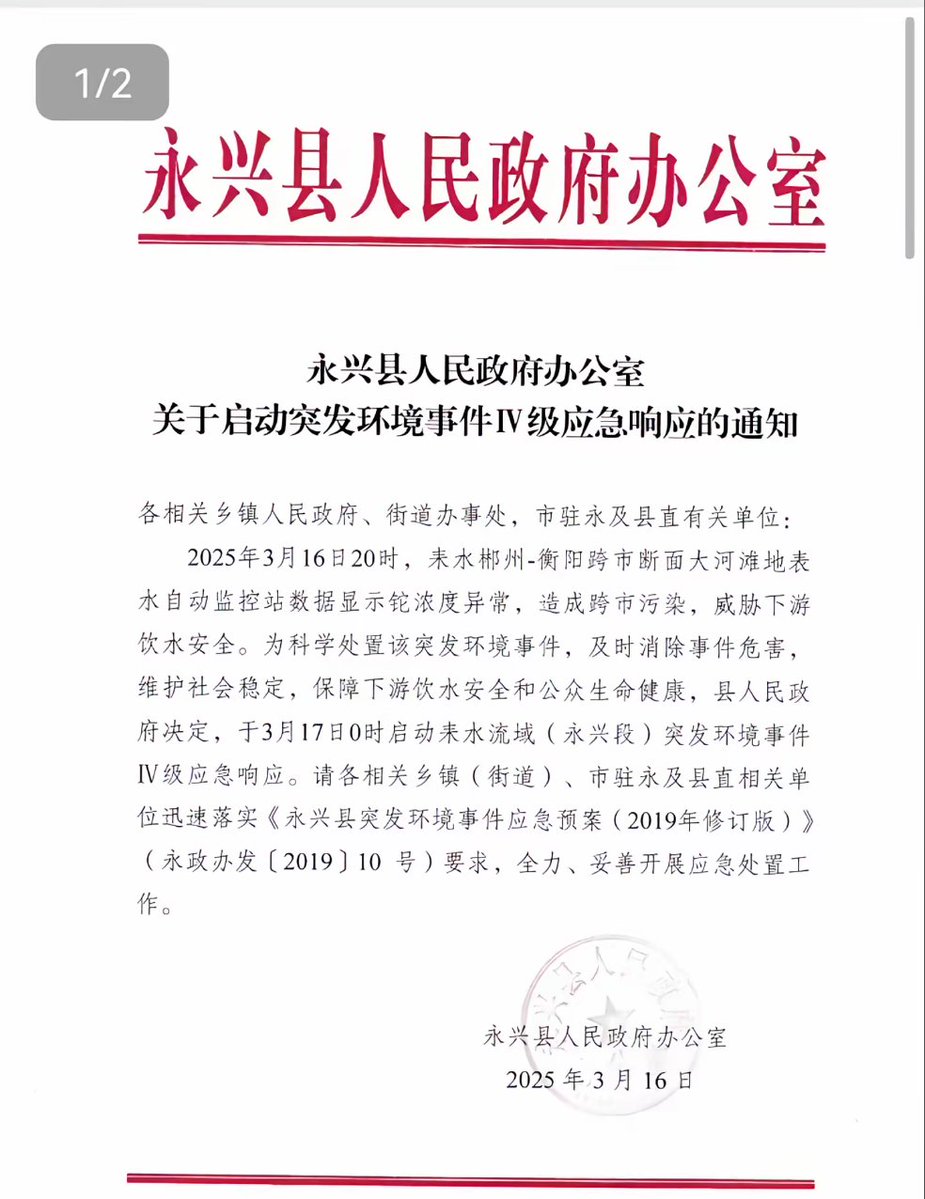 1/2
永兴县人民政府办公室
永兴县人民政府办公室
关于启动突发环境事件Ⅳ级应急响应的通知
各相关乡镇人民政府、街道办事处，市驻永及县直有关单位：
2025年3月16日20时，耒水郴州-衡阳跨市断面大河滩地表
水自动监控站数据显示铊浓度异常，造成跨市污染，威胁下游
饮水安全。为科学处置该突发环境事件，及时消除事件危害，
维护社会稳定，保障下游饮水安全和公众生命健康，县人民政
府决定，于3月17日0时启动耒水流域（永兴段）突发环境事件
Ⅳ级应急响应。请各相关乡镇（街道）、市驻永及县直相关单
位迅速落实《永兴县突发环境事件应急预案（2019年修订版）》
（永政办发〔2019〕10 号）要求，全力、妥善开展应急处置工
作。
永兴县人民政府办公室
2025 年 3 月 16 日